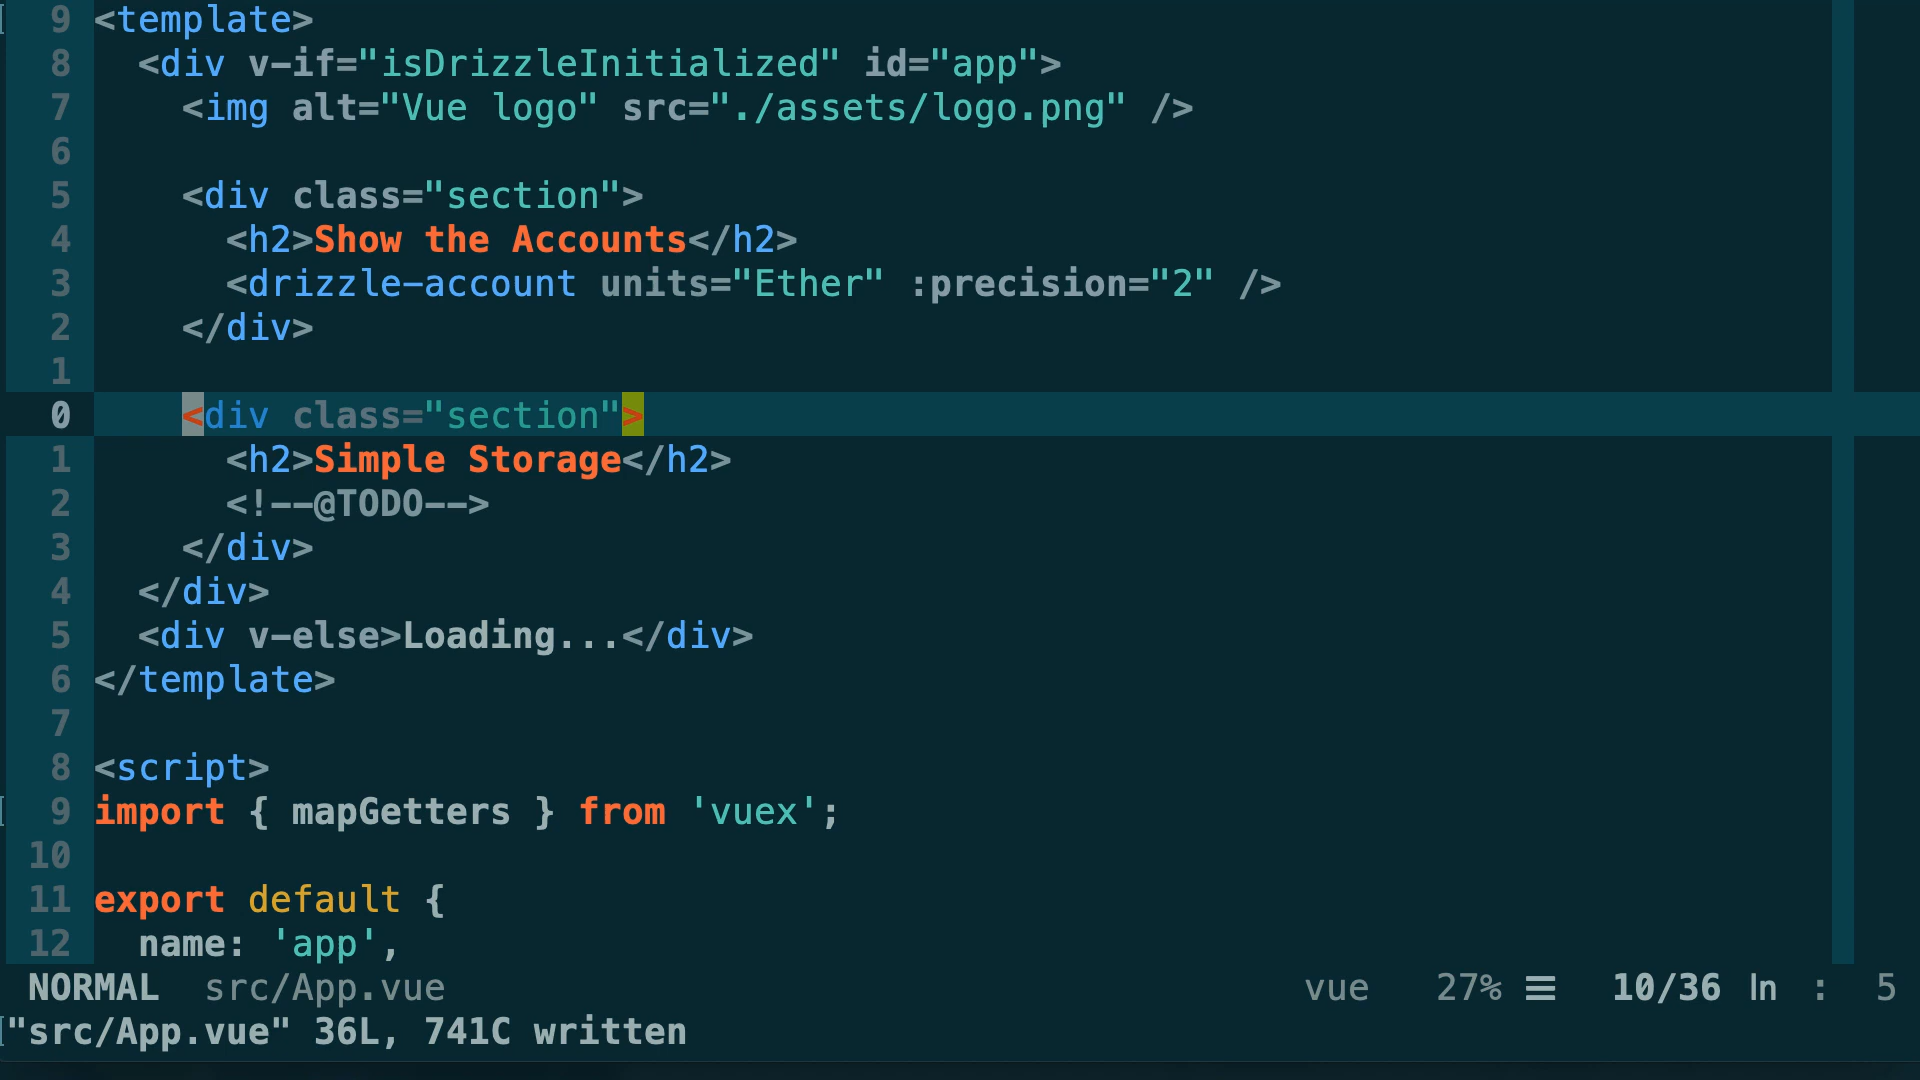 9 <template>
8   <div v-if="isDrizzleInitialized" id="app">
7     <img alt="Vue logo" src="./assets/logo.png" />
6
5     <div class="section">
4       <h2>Show the Accounts</h2>
3       <drizzle-account units="Ether" :precision="2" />
2     </div>
1
0     <div class="section">
1       <h2>Simple Storage</h2>
2       <!--@TODO-->
3     </div>
4   </div>
5   <div v-else>Loading...</div>
6 </template>
7
8 <script>
9 import { mapGetters } from 'vuex';
10
11 export default {
12   name: 'app',
NORMAL src/App.vue vue 27% ☰ 10/36 ln : 5
"src/App.vue" 36L, 741C written